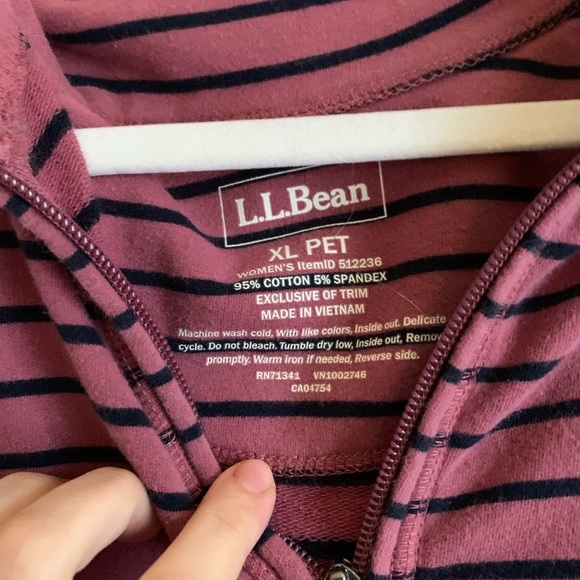 L.L.Bean
XL PET
WOMEN'S ItemID 512236
95% COTTON 5% SPANDEX
EXCLUSIVE OF TRIM
MADE IN VIETNAM
Machine wash cold, With like colors, Inside out. Delicate
cycle. Do not bleach. Tumble dry low, Inside out, Remov
promptly. Warm iron if needed, Reverse side.
RN71341 VN1002746
CA04754